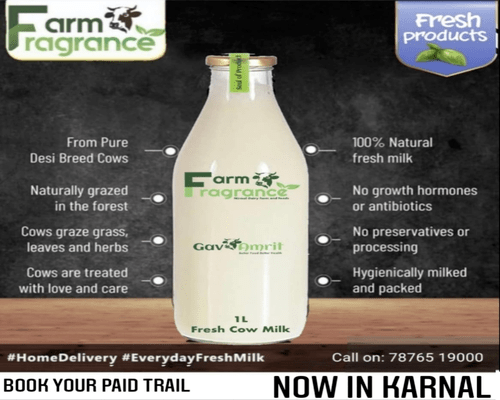 Farm
Fragrance
Fresh
products
Seal of Product
From Pure
Desi Breed Cows
100% Natural
fresh milk
Farm
Fragrance
Naturally grazed
in the forest
No growth hormones
or antibiotics
Cows graze grass,
leaves and herbs
Gav Amrit
No preservatives or
processing
Cows are treated
with love and care
Hygienically milked
and packed
1L
Fresh Cow Milk
#HomeDelivery #EverydayFreshMilk
Call on: 78765 19000
BOOK YOUR PAID TRAIL
NOW IN KARNAL